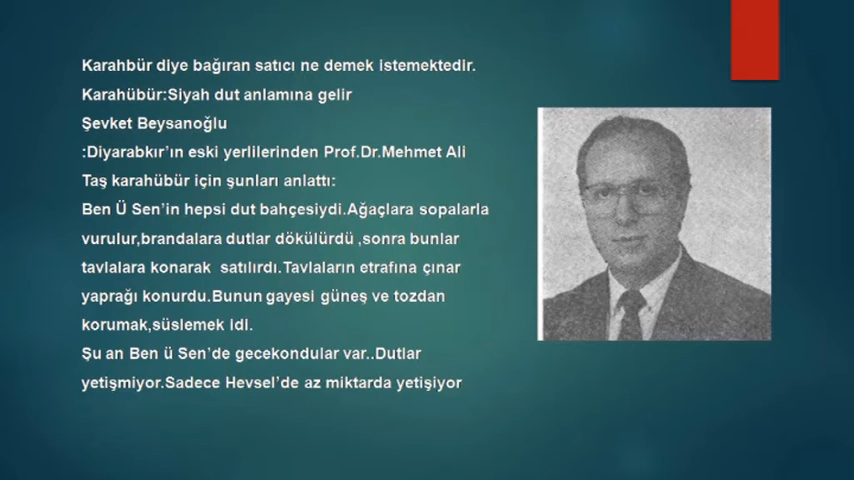 Karahbür diye bağıran satıcı ne demek istemektedir.
Karahübür:Siyah dut anlamına gelir
Şevket Beysanoğlu
:Diyarabkır’ın eski yerlilerinden Prof.Dr.Mehmet Ali
Taş karahübür için şunları anlattı:
Ben Ü Sen’in hepsi dut bahçesiydi.Ağaçlara sopalarla
vurulur,brandalara dutlar dökülürdü ,sonra bunlar
tavlalara konarak satılırdı.Tavlaların etrafına çınar
yaprağı konurdu.Bunun gayesi güneş ve tozdan
korumak,süslemek idi.
Şu an Ben ü Sen’de gecekondular var..Dutlar
yetişmiyor.Sadece Hevsel’de az miktarda yetişiyor